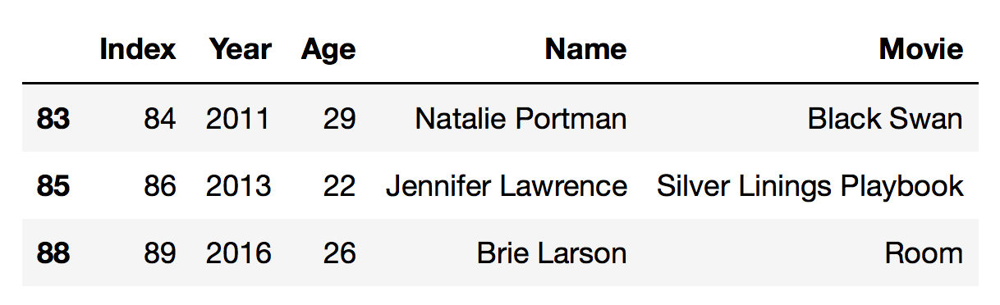 Index Year Age Name Movie
83 84 2011 29 Natalie Portman Black Swan
85 86 2013 22 Jennifer Lawrence Silver Linings Playbook
88 89 2016 26 Brie Larson Room